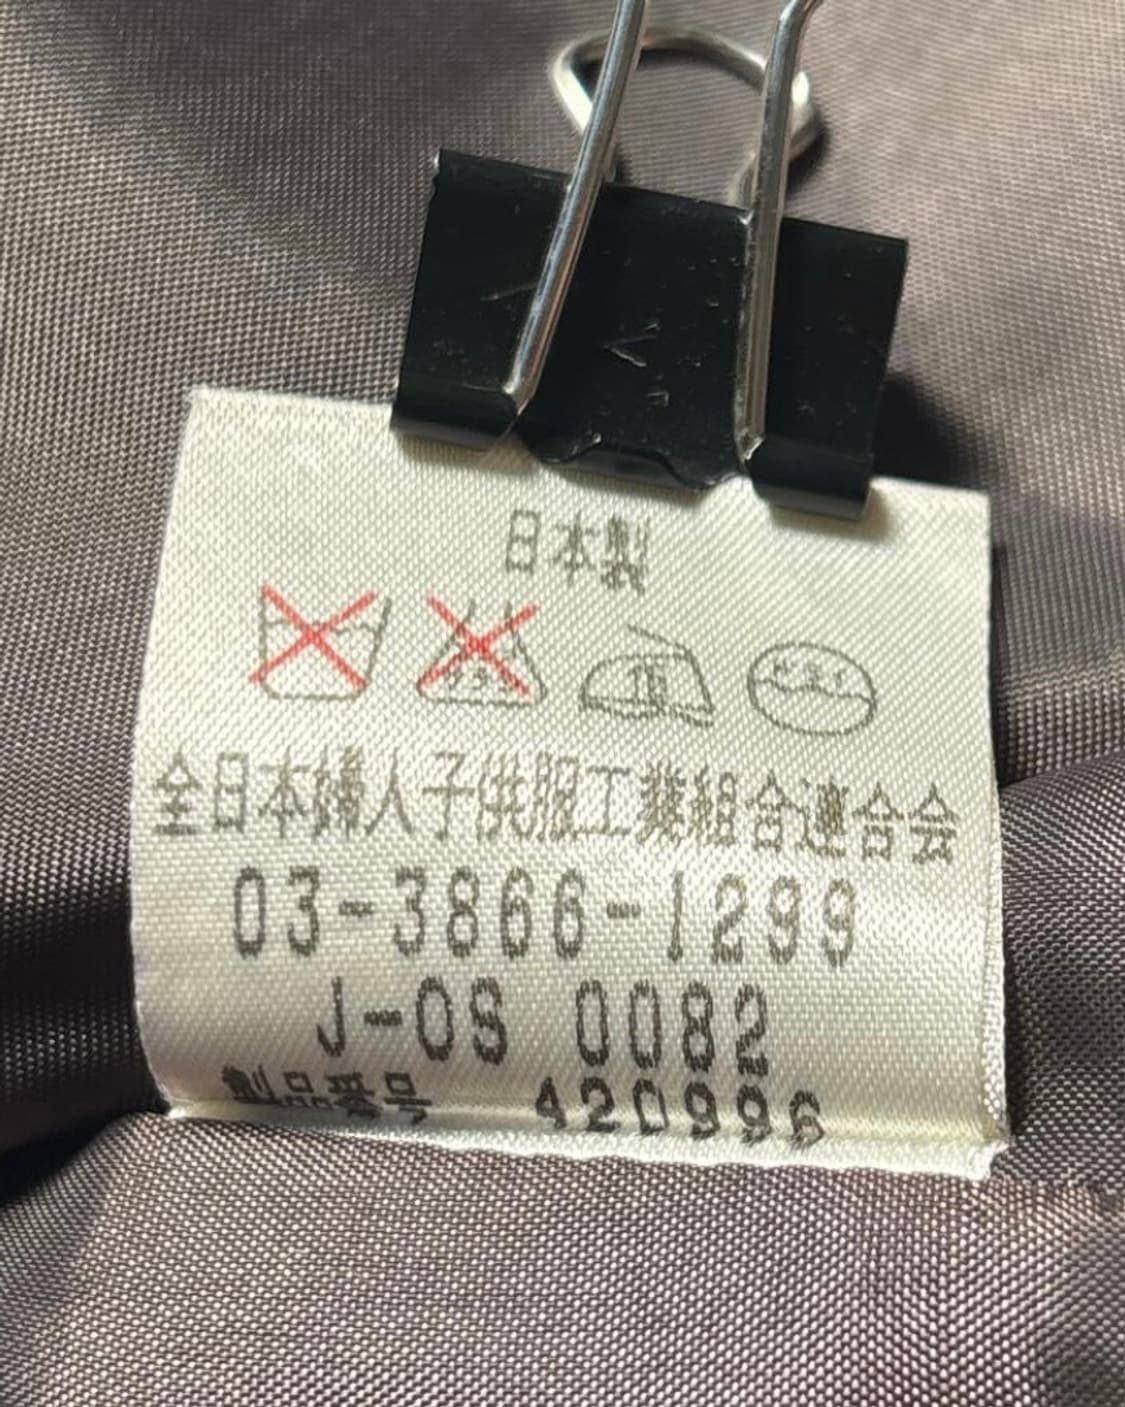 日本製
中
全日本婦人子供服工業組合連合会
03-3866-1299
J-OS 0082
製品番号 420996